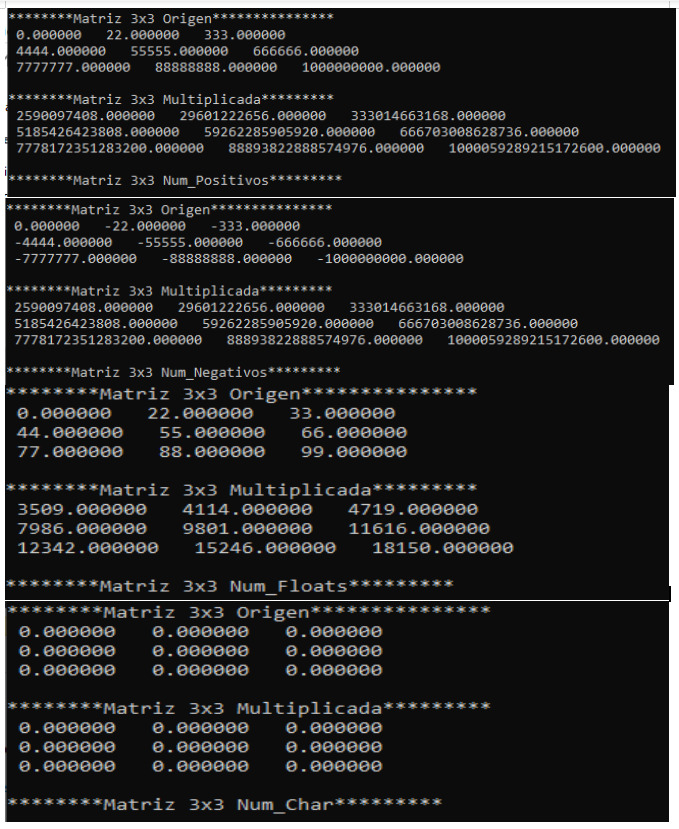 ********Matriz 3x3 Origen***************
0.000000   22.000000   333.000000
4444.000000   55555.000000   666666.000000
7777777.000000   88888888.000000   1000000000.000000
********Matriz 3x3 Multiplicada*********
2590097408.000000   29601222656.000000   333014663168.000000
5185426423808.000000   59262285905920.000000   666703008628736.000000
7778172351283200.000000   88893822888574976.000000   1000059289215172600.000000
********Matriz 3x3 Num_Positivos*********
********Matriz 3x3 Origen***************
0.000000   -22.000000   -333.000000
-4444.000000   -55555.000000   -666666.000000
-7777777.000000   -88888888.000000   -1000000000.000000
********Matriz 3x3 Multiplicada*********
2590097408.000000   29601222656.000000   333014663168.000000
5185426423808.000000   59262285905920.000000   666703008628736.000000
7778172351283200.000000   88893822888574976.000000   1000059289215172600.000000
********Matriz 3x3 Num_Negativos*********
********Matriz 3x3 Origen***************
0.000000   22.000000   33.000000
44.000000   55.000000   66.000000
77.000000   88.000000   99.000000
********Matriz 3x3 Multiplicada*********
3509.000000   4114.000000   4719.000000
7986.000000   9801.000000   11616.000000
12342.000000   15246.000000   18150.000000
********Matriz 3x3 Num_Floats*********
********Matriz 3x3 Origen***************
0.000000   0.000000   0.000000
0.000000   0.000000   0.000000
0.000000   0.000000   0.000000
********Matriz 3x3 Multiplicada*********
0.000000   0.000000   0.000000
0.000000   0.000000   0.000000
0.000000   0.000000   0.000000
********Matriz 3x3 Num_Char*********